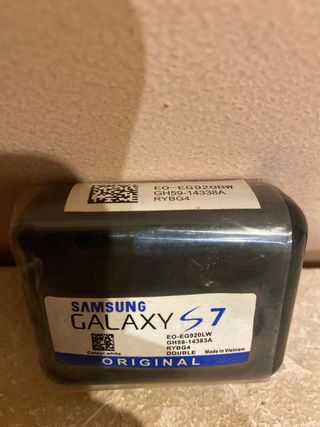 EO-EG920BW
GH59-14338A
RYBG4
SAMSUNG
GALAXY S7
EO-EG920LW
GH59-14383A
RYBG4
DOUBLE Made in Vietnam
Colour.white
ORIGINAL